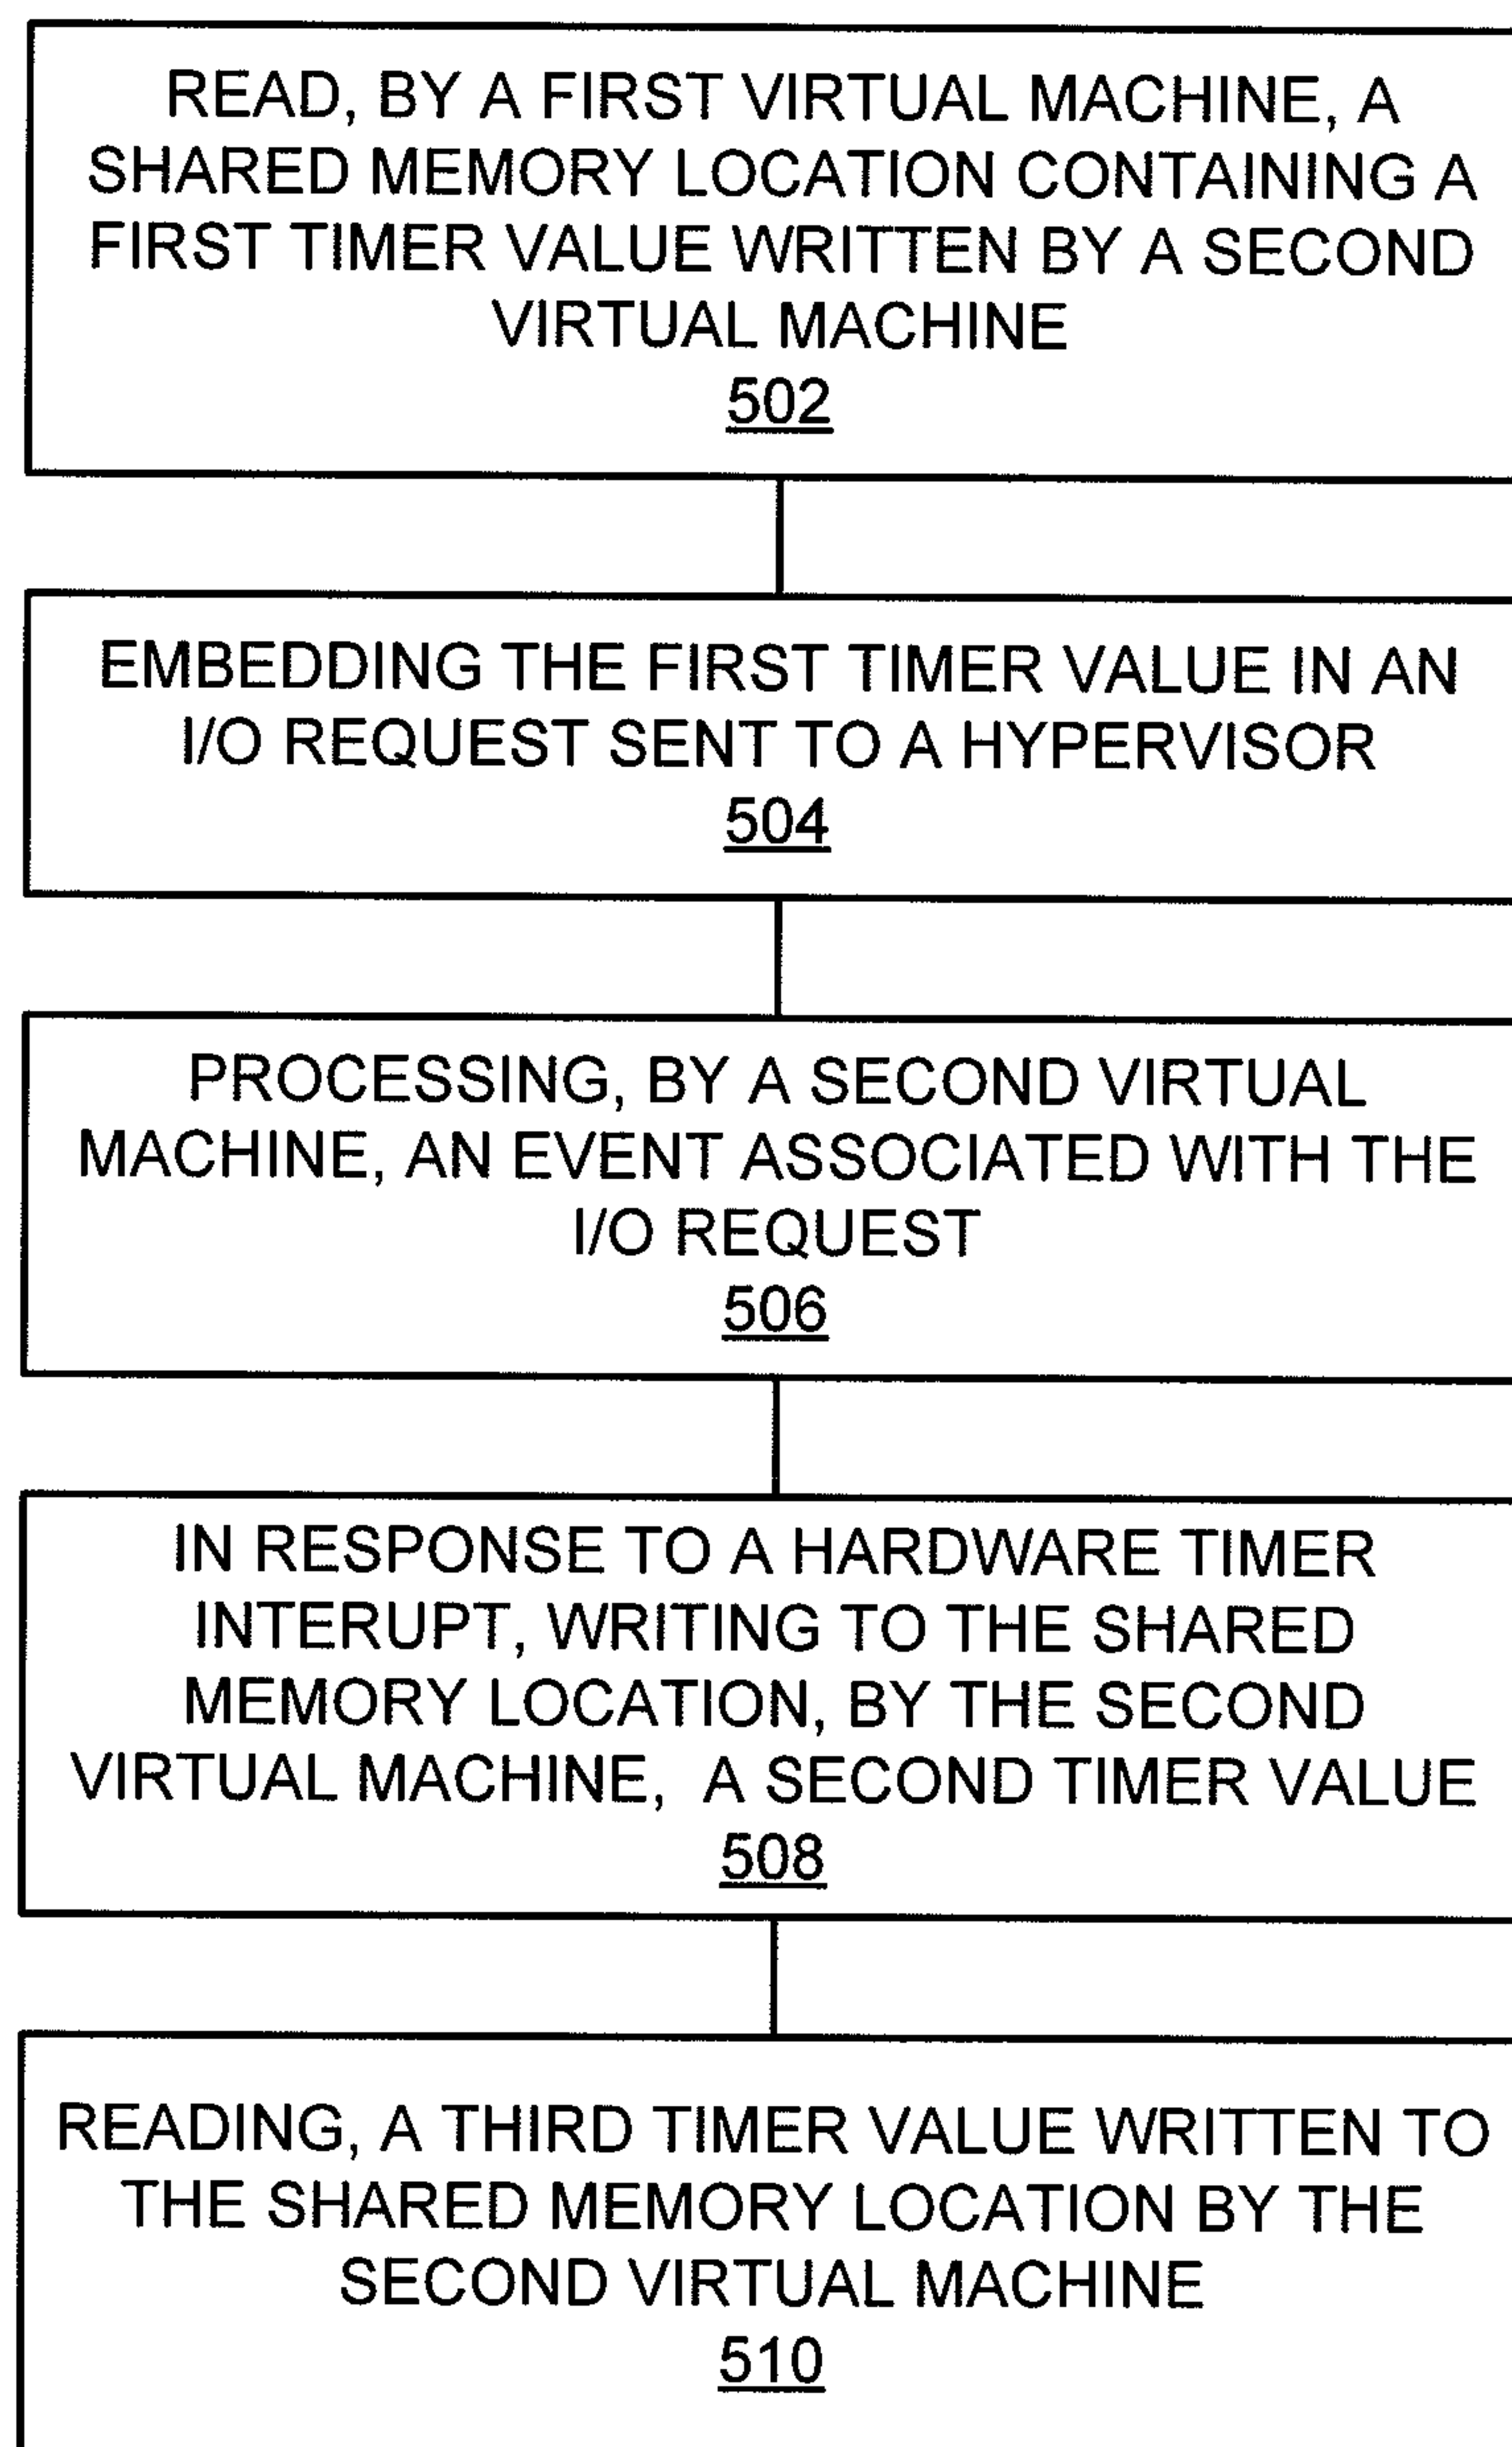 READ, BY A FIRST VIRTUAL MACHINE, A
SHARED MEMORY LOCATION CONTAINING A
FIRST TIMER VALUE WRITTEN BY A SECOND
VIRTUAL MACHINE
502
EMBEDDING THE FIRST TIMER VALUE IN AN
I/O REQUEST SENT TO A HYPERVISOR
504
PROCESSING, BY A SECOND VIRTUAL
MACHINE, AN EVENT ASSOCIATED WITH THE
I/O REQUEST
506
IN RESPONSE TO A HARDWARE TIMER
INTERUPT, WRITING TO THE SHARED
MEMORY LOCATION, BY THE SECOND
VIRTUAL MACHINE, A SECOND TIMER VALUE
508
READING, A THIRD TIMER VALUE WRITTEN TO
THE SHARED MEMORY LOCATION BY THE
SECOND VIRTUAL MACHINE
510